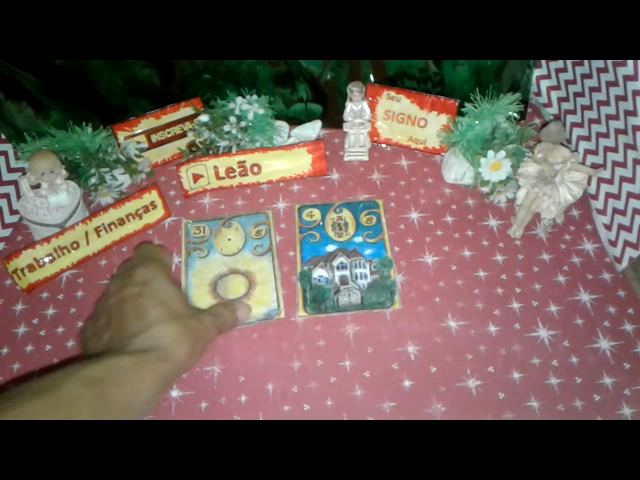 INSCREVA
Seu
SIGNO
Aqui
Leão
Trabalho / Finanças
31
4